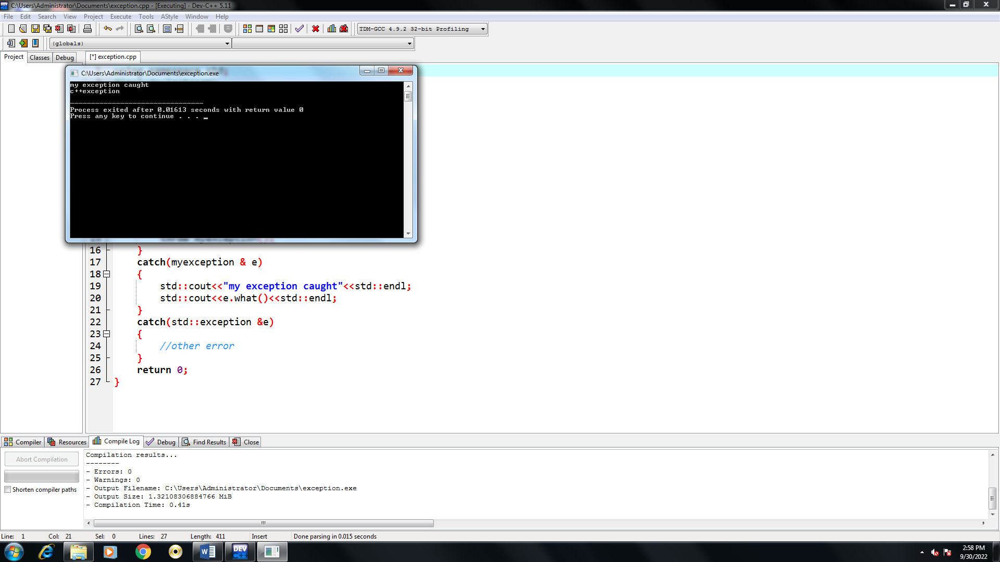 C:\Users\Administrator\Documents\exception.cpp - [Executing] - Dev-C++ 5.11
File Edit Search View Project Execute Tools AStyle Window Help
TDM-GCC 4.9.2 32-bit Profiling
(globals)
Project Classes Debug [*] exception.cpp
C:\Users\Administrator\Documents\exception.exe
my exception caught
c++exception
--------------------------------
Process exited after 0.01613 seconds with return value 0
Press any key to continue . . . _
16 }
17 catch(myexception & e)
18 {
19 std::cout<<"my exception caught"<<std::endl;
20 std::cout<<e.what()<<std::endl;
21 }
22 catch(std::exception &e)
23 {
24 //other error
25 }
26 return 0;
27 }
Compiler Resources Compile Log Debug Find Results Close
Abort Compilation
Shorten compiler paths
Compilation results...
--------
- Errors: 0
- Warnings: 0
- Output Filename: C:\Users\Administrator\Documents\exception.exe
- Output Size: 1.32108306884766 MiB
- Compilation Time: 0.41s
Line: 1 Col: 21 Sel: 0 Lines: 27 Length: 411 Insert Done parsing in 0.015 seconds
DEV C++
2:58 PM
9/30/2022